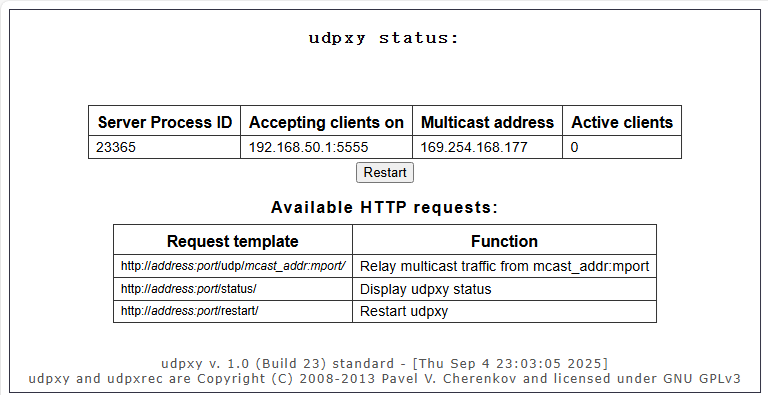 udpxy status:
Server Process ID Accepting clients on Multicast address Active clients
23365 192.168.50.1:5555 169.254.168.177 0
Restart
Available HTTP requests:
Request template Function
http://address:port/udp/mcast_addr:mport/ Relay multicast traffic from mcast_addr:mport
http://address:port/status/ Display udpxy status
http://address:port/restart/ Restart udpxy
udpxy v. 1.0 (Build 23) standard - [Thu Sep 4 23:03:05 2025]
udpxy and udpxrec are Copyright (C) 2008-2013 Pavel V. Cherenkov and licensed under GNU GPLv3